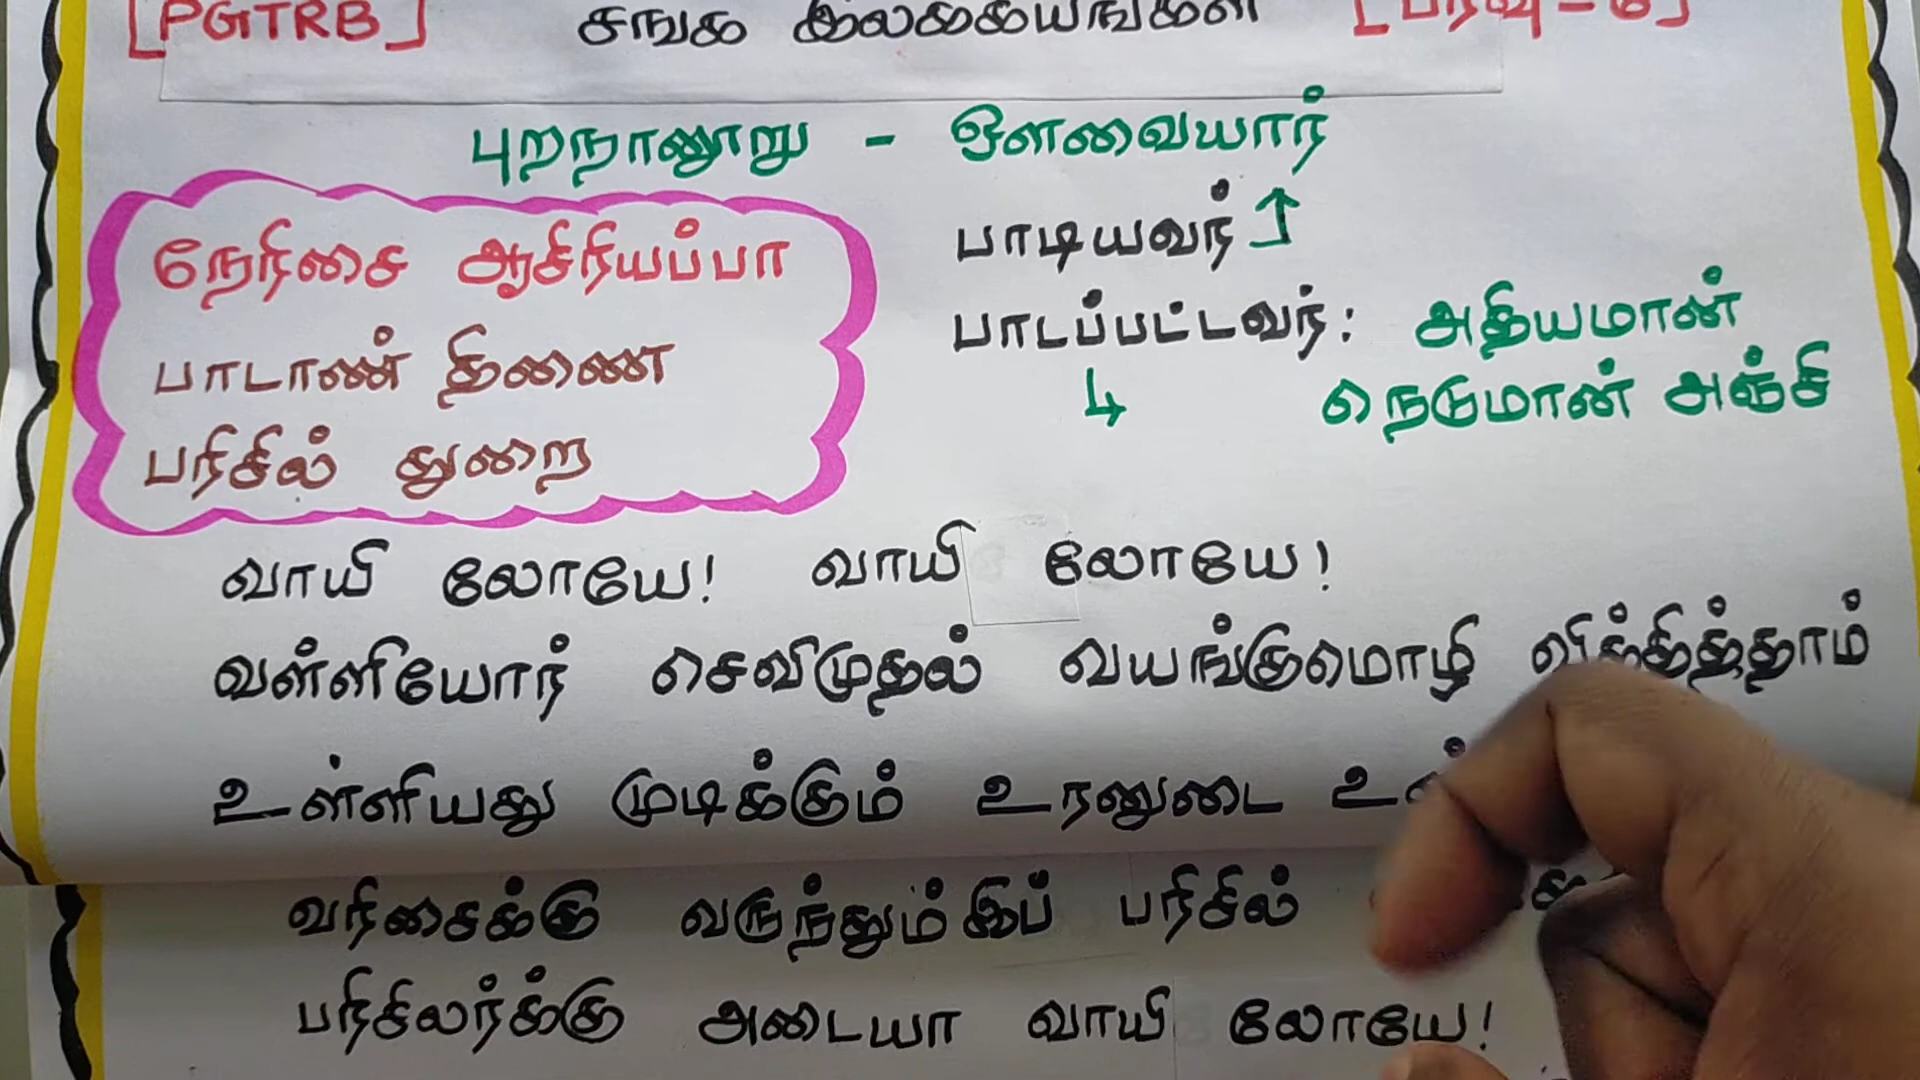 [PGTRB] சங்க இலக்கியங்கள்
புறநானூறு - ஔவையார்
நேரிசை ஆசிரியப்பா
பாடாண் திணை
பரிசில் துறை
பாடியவர்
பாடப்பட்டவர்: அதியமான்
நெடுமான் அஞ்சி
வாயி லோயே! வாயி லோயே!
வள்ளியோர் செவிமுதல் வயங்குமொழி வித்தித்தாம்
உள்ளியது முடிக்கும் உரனுடை
வரிசைக்கு வருந்தும்இப் பரிசில்
பரிசிலர்க்கு அடையா வாயி லோயே!